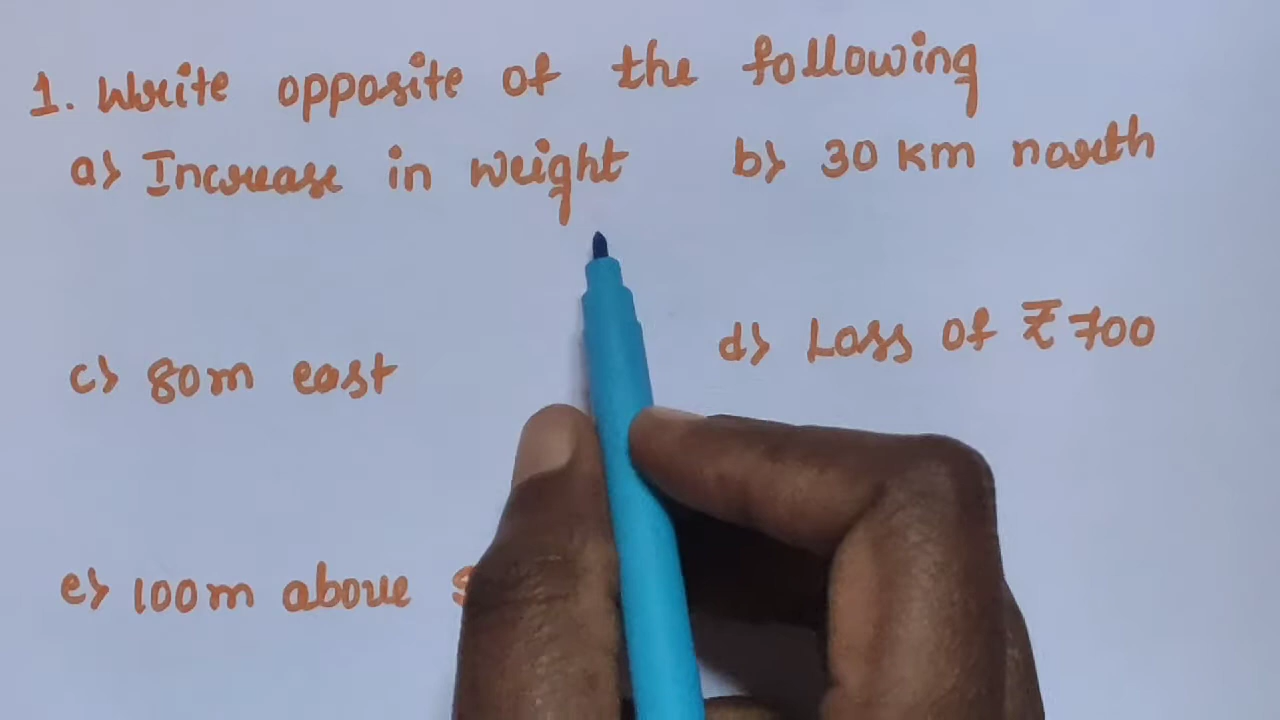 1. Write opposite of the following
a) Increase in weight b) 30 km north
c) 80m east d) Loss of ₹700
e) 100m above